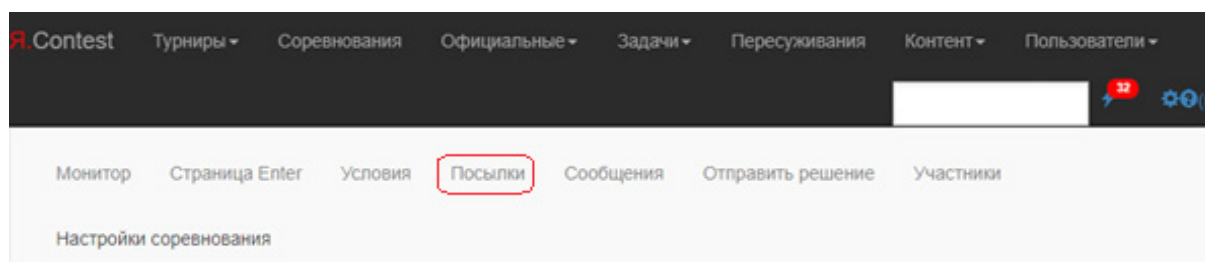 Я.Contest Турниры Соревнования Официальные Задачи Пересуживания Контент Пользователи
32
Монитор Страница Enter Условия Посылки Сообщения Отправить решение Участники
Настройки соревнования